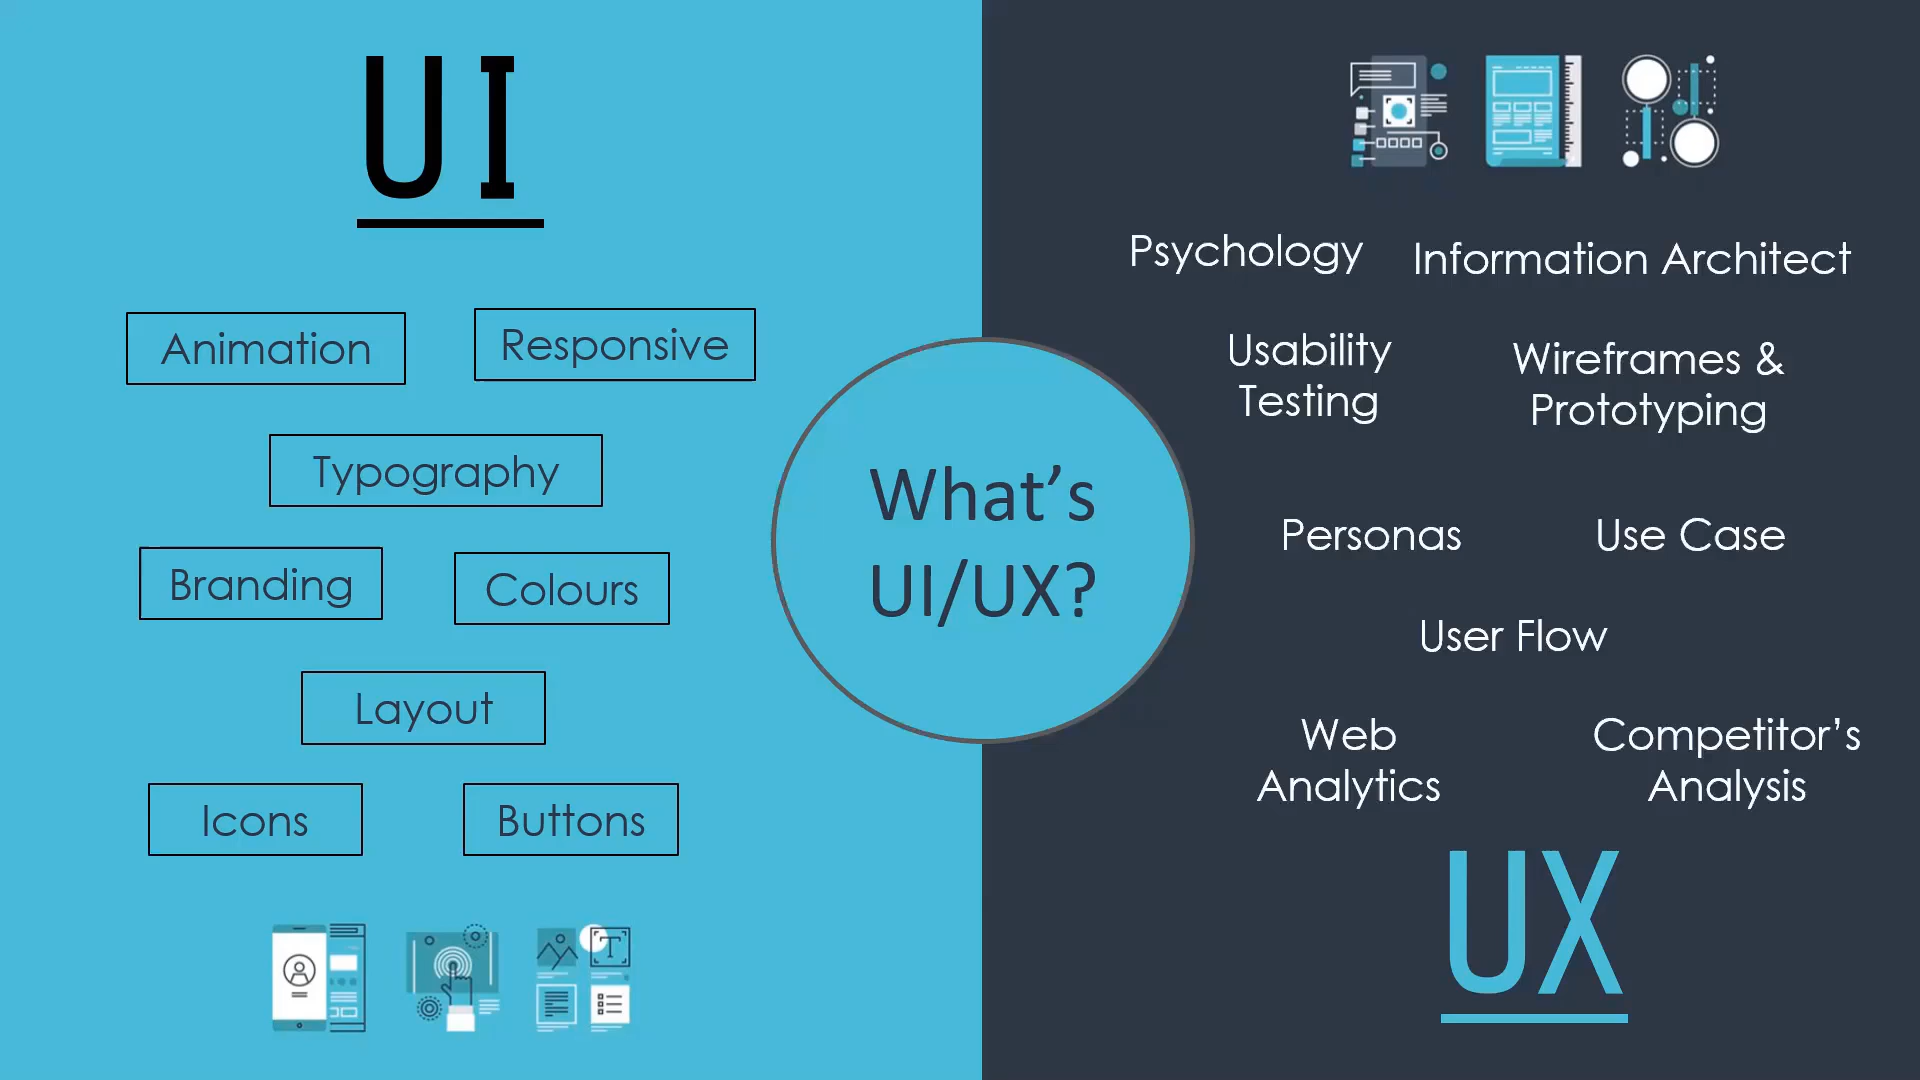 UI
Animation
Responsive
Typography
Branding
Colours
Layout
Icons
Buttons
What's
UI/UX?
Psychology
Information Architect
Usability
Testing
Wireframes &
Prototyping
Personas
Use Case
User Flow
Web
Analytics
Competitor's
Analysis
UX